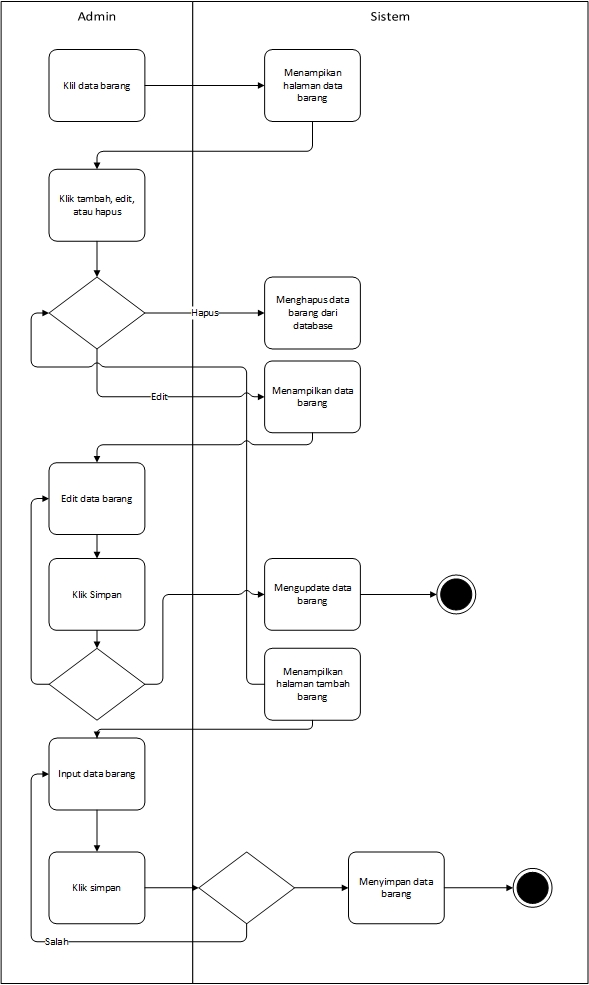 Admin
Sistem
Klil data barang
Menampikan
halaman data
barang
Klik tambah, edit,
atau hapus
Hapus
Menghapus data
barang dari
database
Edit
Menampilkan data
barang
Edit data barang
Klik Simpan
Mengupdate data
barang
Menampilkan
halaman tambah
barang
Input data barang
Klik simpan
Menyimpan data
barang
Salah